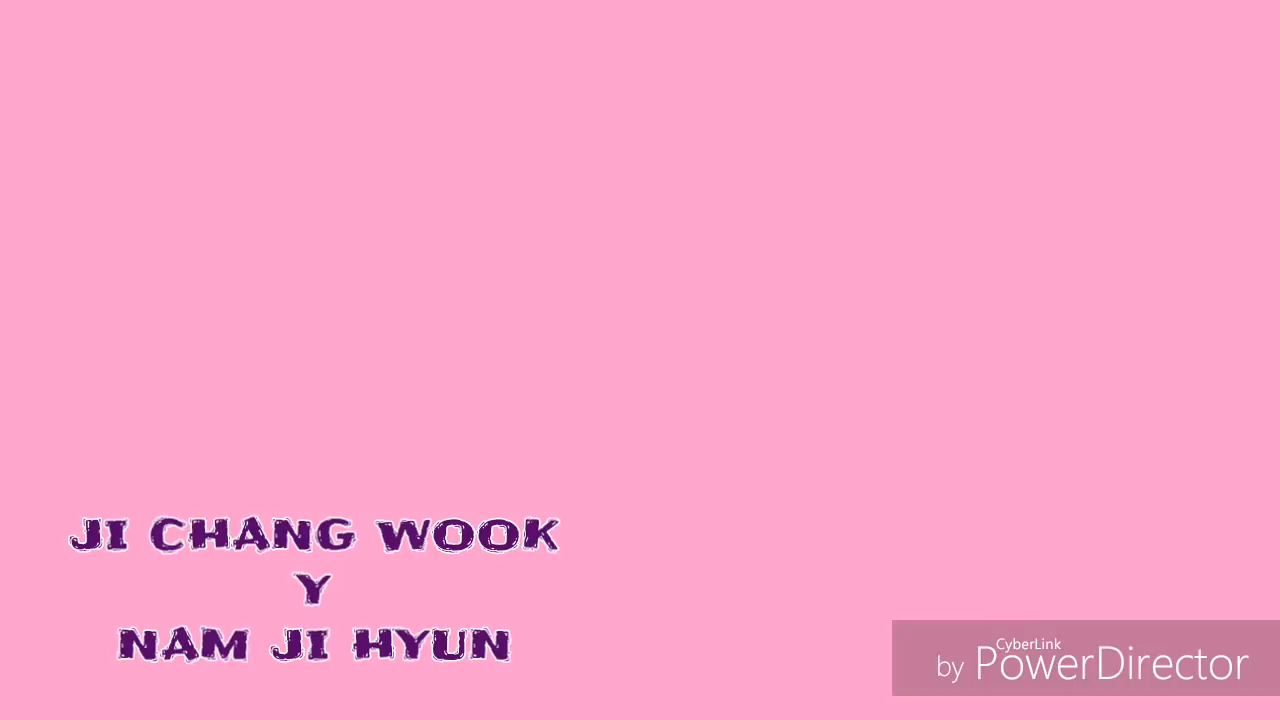 JI CHANG WOOK
Y
NAM JI HYUN
CyberLink
by PowerDirector